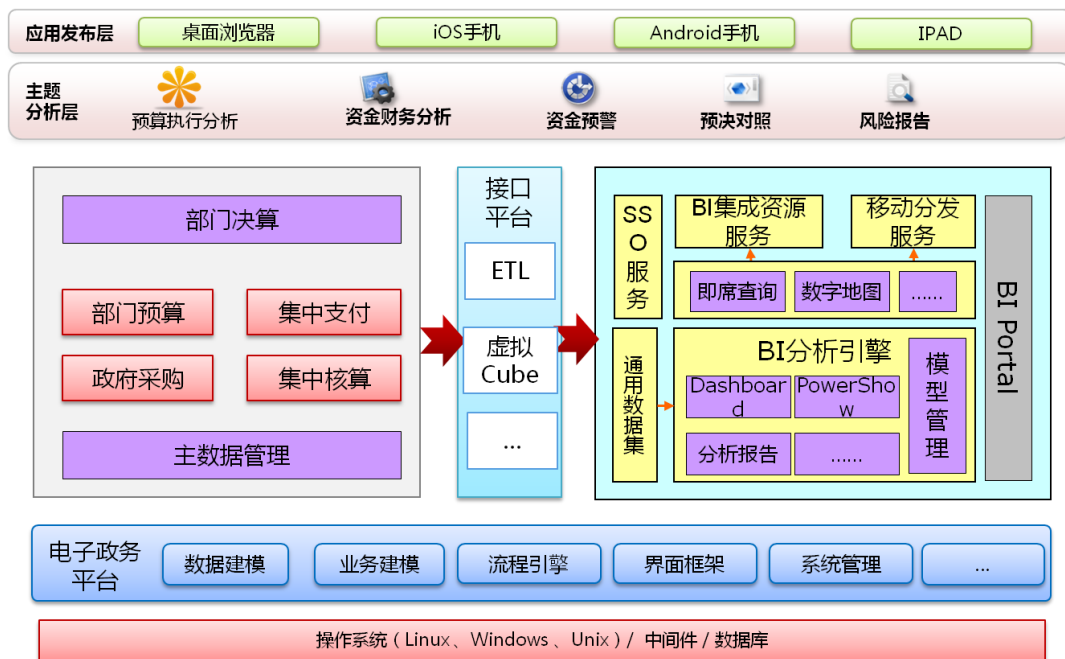 应用发布层
桌面浏览器
iOS手机
Android手机
IPAD
主题
分析层
预算执行分析
资金财务分析
资金预警
预决对照
风险报告
部门决算
部门预算
集中支付
政府采购
集中核算
主数据管理
接口
平台
ETL
虚拟
Cube
...
SS
O
服
务
BI集成资源
服务
移动分发
服务
即席查询
数字地图
......
通
用
数
据
集
BI分析引擎
Dashboar
d
PowerSho
w
分析报告
......
模
型
管
理
BI Portal
电子政务
平台
数据建模
业务建模
流程引擎
界面框架
系统管理
...
操作系统（Linux、Windows 、Unix）/ 中间件 / 数据库